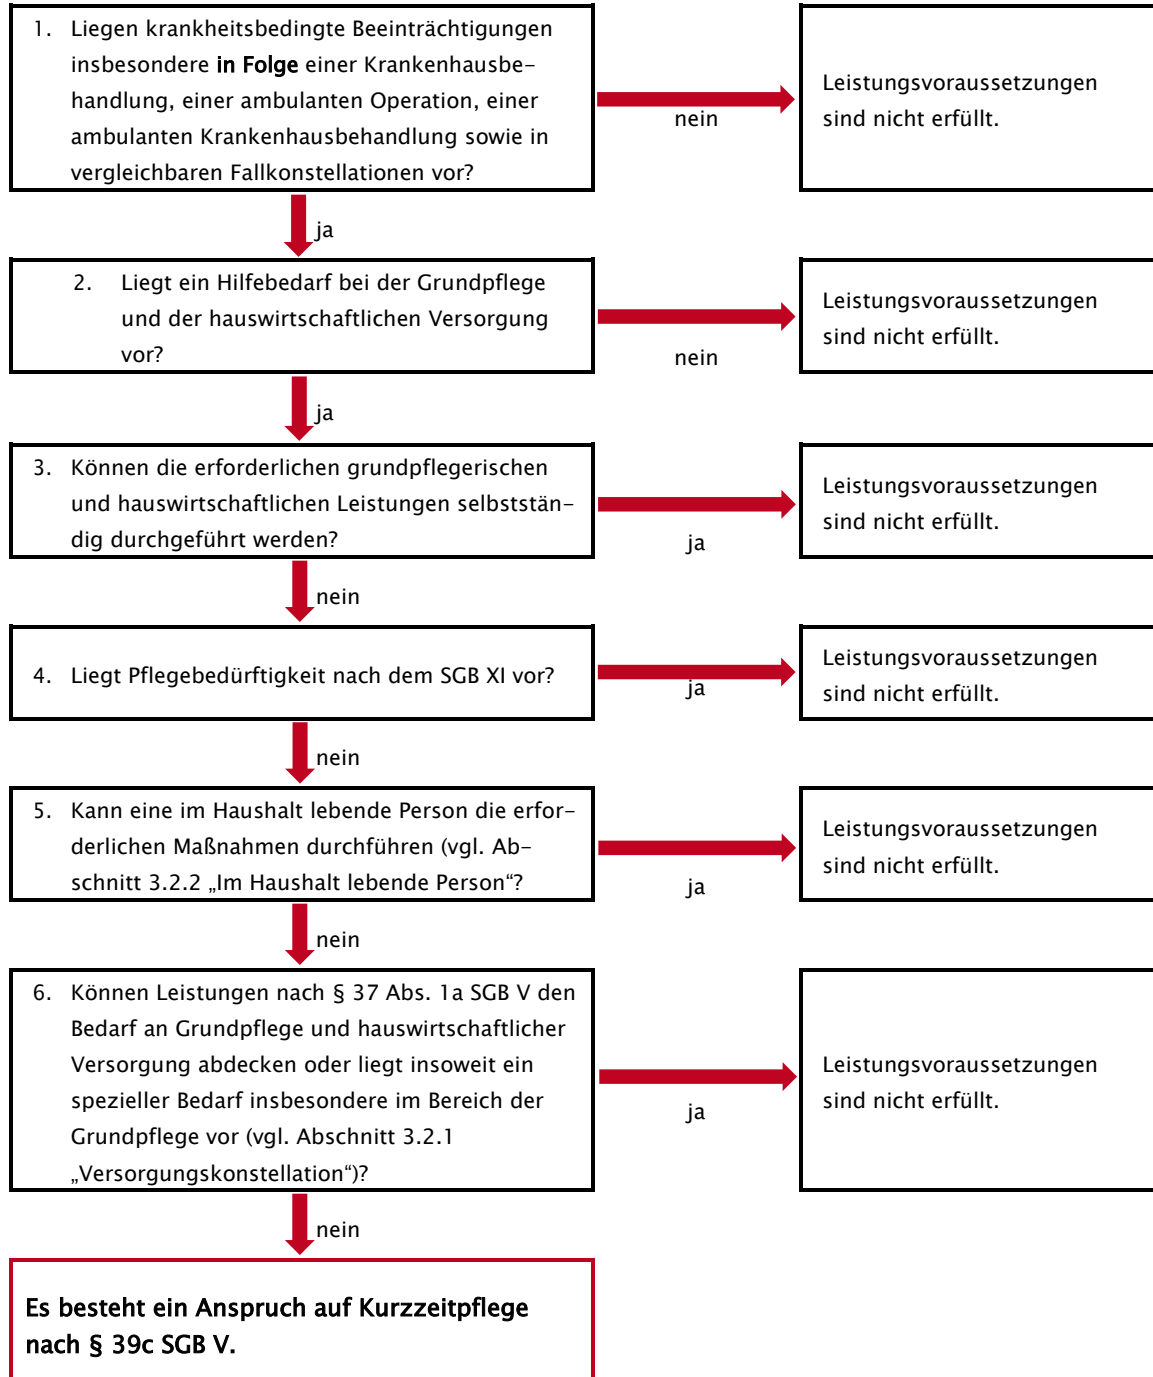 1. Liegen krankheitsbedingte Beeinträchtigungen
insbesondere in Folge einer Krankenhausbe-
handlung, einer ambulanten Operation, einer
ambulanten Krankenhausbehandlung sowie in
vergleichbaren Fallkonstellationen vor?
nein
Leistungsvoraussetzungen
sind nicht erfüllt.
ja
2. Liegt ein Hilfebedarf bei der Grundpflege
und der hauswirtschaftlichen Versorgung
vor?
nein
Leistungsvoraussetzungen
sind nicht erfüllt.
ja
3. Können die erforderlichen grundpflegerischen
und hauswirtschaftlichen Leistungen selbststän-
dig durchgeführt werden?
ja
Leistungsvoraussetzungen
sind nicht erfüllt.
nein
4. Liegt Pflegebedürftigkeit nach dem SGB XI vor?
ja
Leistungsvoraussetzungen
sind nicht erfüllt.
nein
5. Kann eine im Haushalt lebende Person die erfor-
derlichen Maßnahmen durchführen (vgl. Ab-
schnitt 3.2.2 „Im Haushalt lebende Person“?
ja
Leistungsvoraussetzungen
sind nicht erfüllt.
nein
6. Können Leistungen nach § 37 Abs. 1a SGB V den
Bedarf an Grundpflege und hauswirtschaftlicher
Versorgung abdecken oder liegt insoweit ein
spezieller Bedarf insbesondere im Bereich der
Grundpflege vor (vgl. Abschnitt 3.2.1
„Versorgungskonstellation“)?
ja
Leistungsvoraussetzungen
sind nicht erfüllt.
nein
Es besteht ein Anspruch auf Kurzzeitpflege
nach § 39c SGB V.